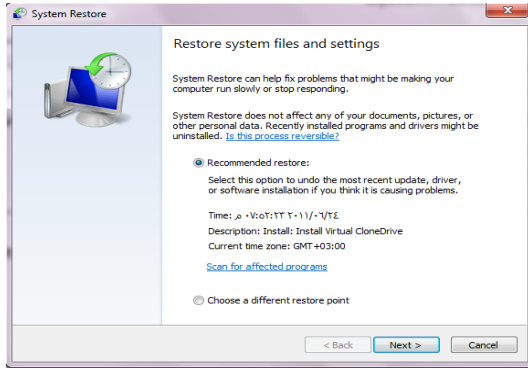 System Restore
Restore system files and settings
System Restore can help fix problems that might be making your
computer run slowly or stop responding.
System Restore does not affect any of your documents, pictures, or
other personal data. Recently installed programs and drivers might be
uninstalled. Is this process reversible?
Recommended restore:
Select this option to undo the most recent update, driver,
or software installation if you think it is causing problems.
Time: م ٠٧:٥٢:٢٣ ٢٠١١/٠٦/٢٤
Description: Install: Install Virtual CloneDrive
Current time zone: GMT+03:00
Scan for affected programs
Choose a different restore point
< Back Next > Cancel